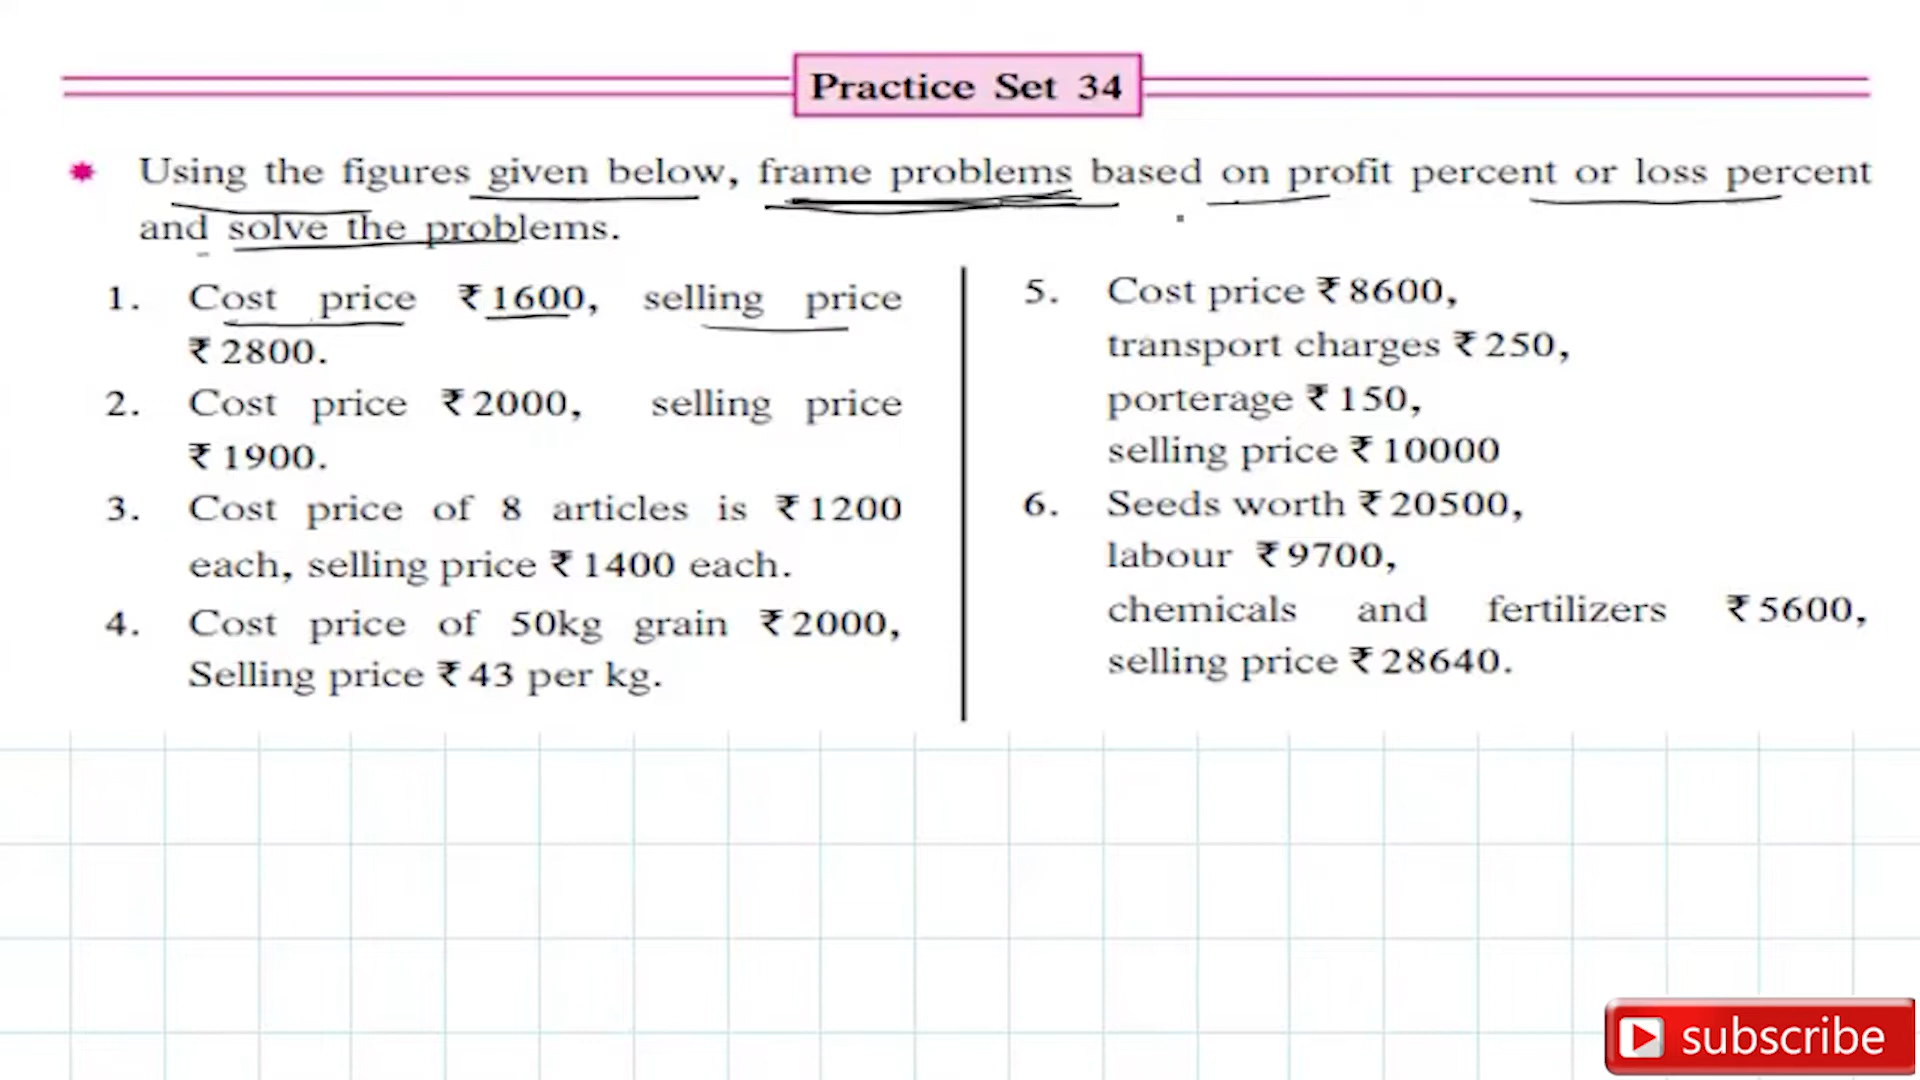 Practice Set 34
Using the figures given below, frame problems based on profit percent or loss percent
and solve the problems.
1. Cost price ₹ 1600, selling price
₹ 2800.
2. Cost price ₹ 2000, selling price
₹ 1900.
3. Cost price of 8 articles is ₹ 1200
each, selling price ₹ 1400 each.
4. Cost price of 50kg grain ₹ 2000,
Selling price ₹ 43 per kg.
5. Cost price ₹ 8600,
transport charges ₹ 250,
porterage ₹ 150,
selling price ₹ 10000
6. Seeds worth ₹ 20500,
labour ₹ 9700,
chemicals and fertilizers ₹ 5600,
selling price ₹ 28640.
subscribe